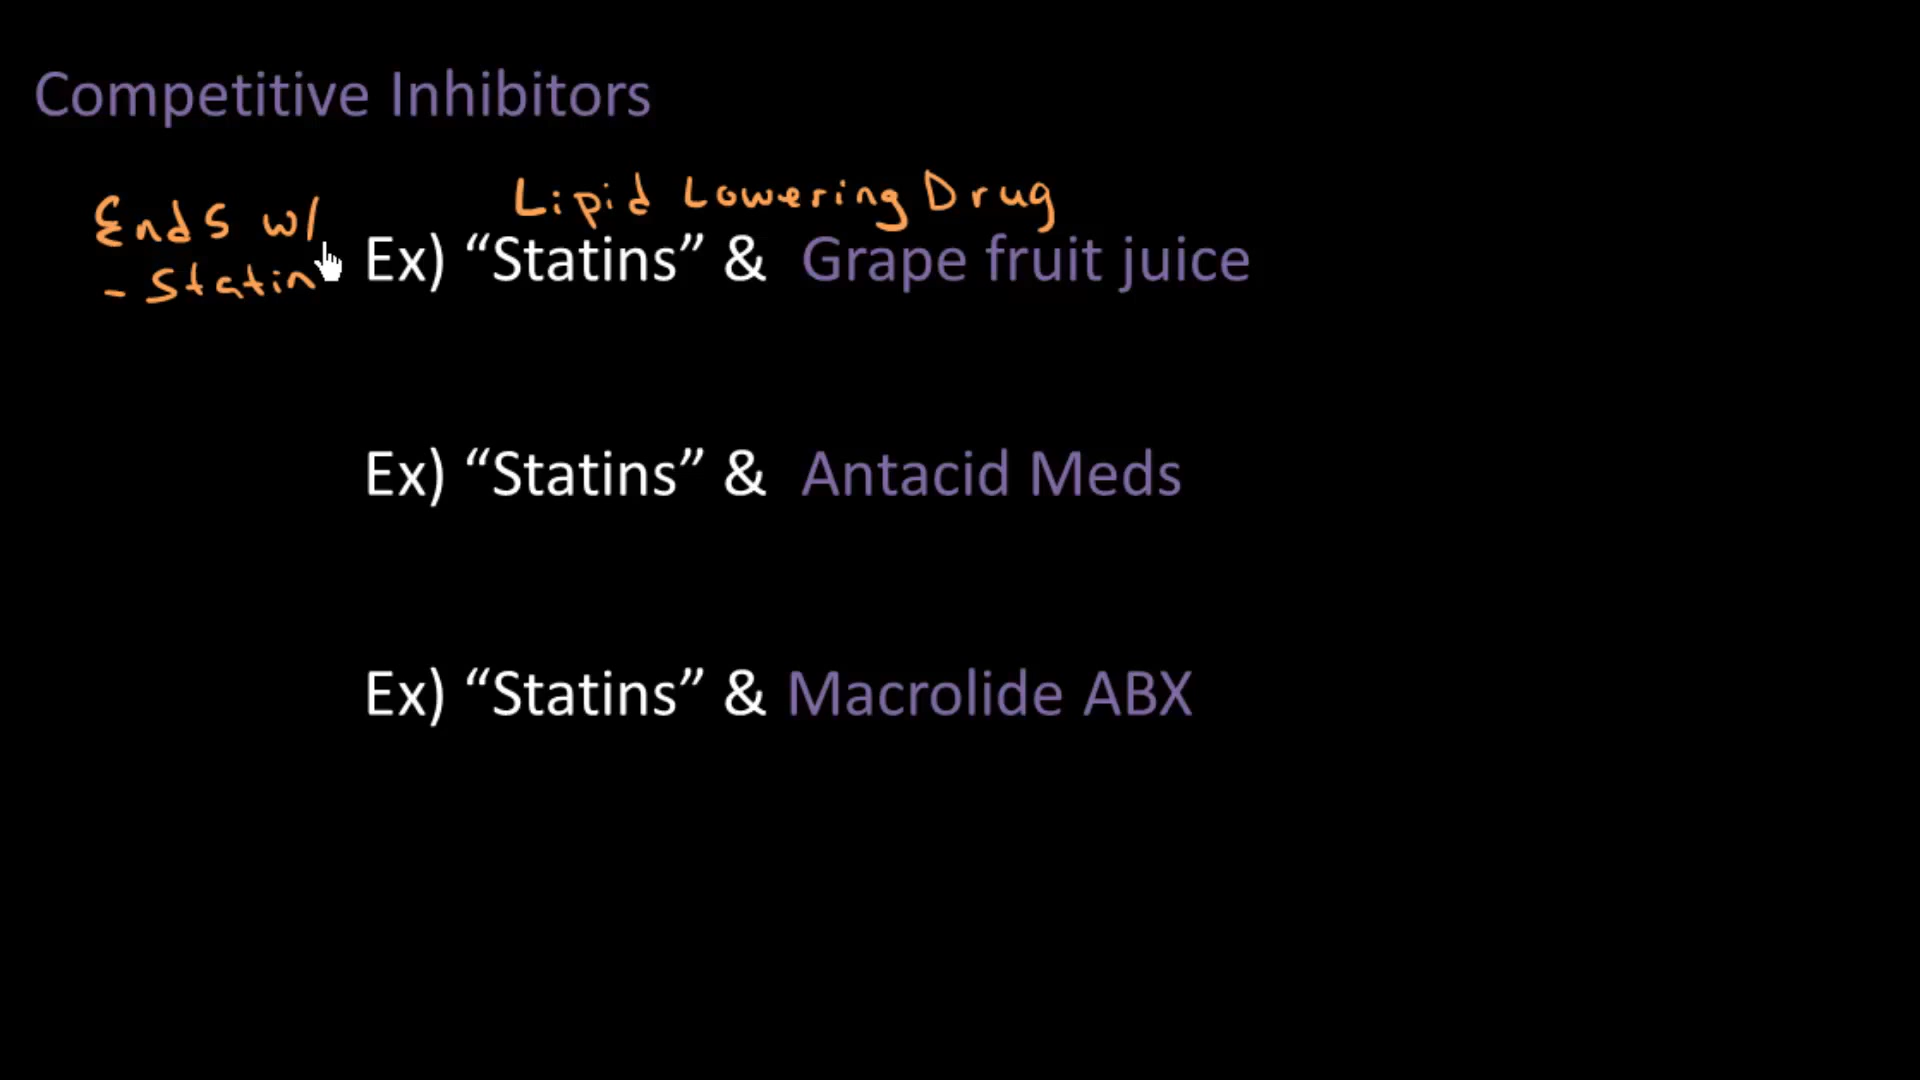 Competitive Inhibitors
Lipid Lowering Drug
Ends w/
- Statin
Ex) “Statins” & Grape fruit juice
Ex) “Statins” & Antacid Meds
Ex) “Statins” & Macrolide ABX